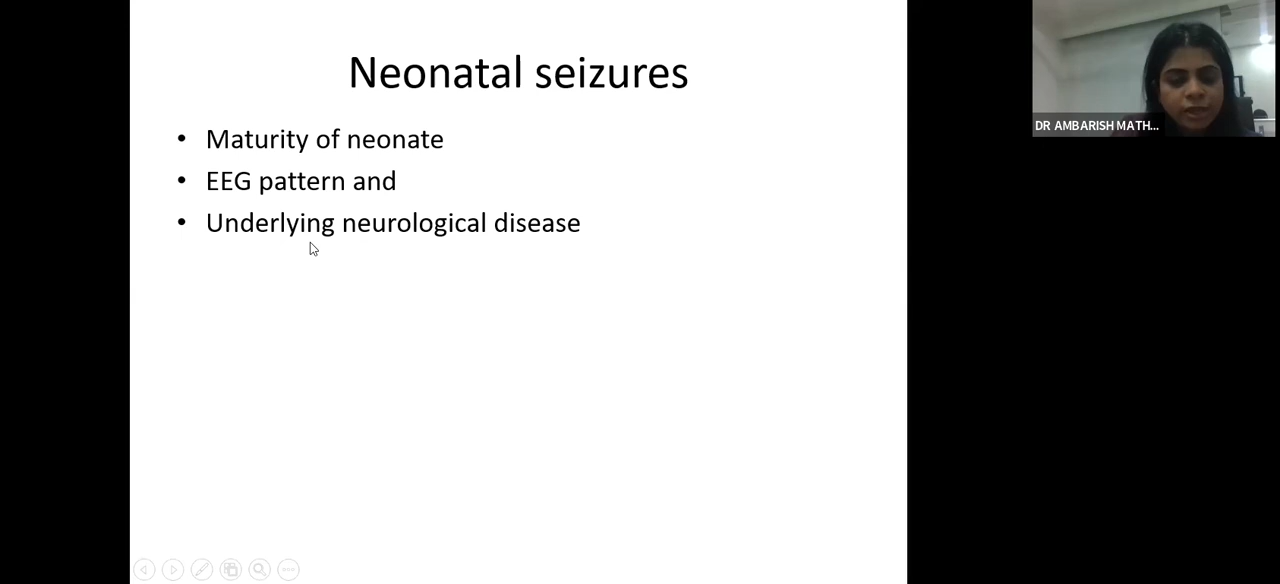 Neonatal seizures
• Maturity of neonate
• EEG pattern and
• Underlying neurological disease
DR AMBARISH MATH...